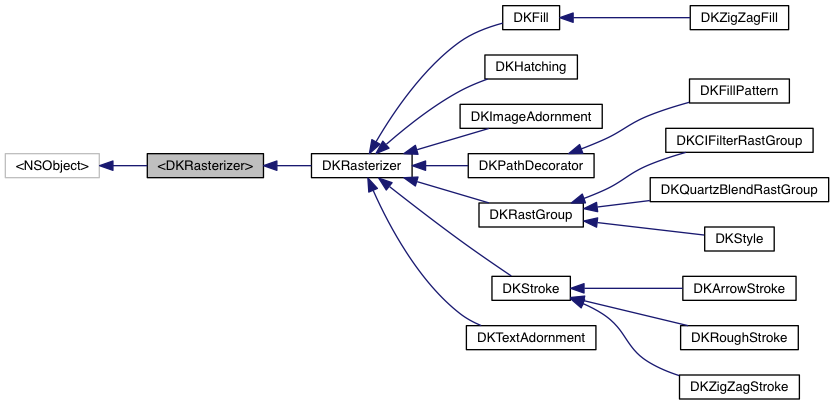 <NSObject>
<DKRasterizer>
DKRasterizer
DKFill
DKHatching
DKImageAdornment
DKPathDecorator
DKRastGroup
DKStroke
DKTextAdornment
DKZigZagFill
DKFillPattern
DKCIFilterRastGroup
DKQuartzBlendRastGroup
DKStyle
DKArrowStroke
DKRoughStroke
DKZigZagStroke